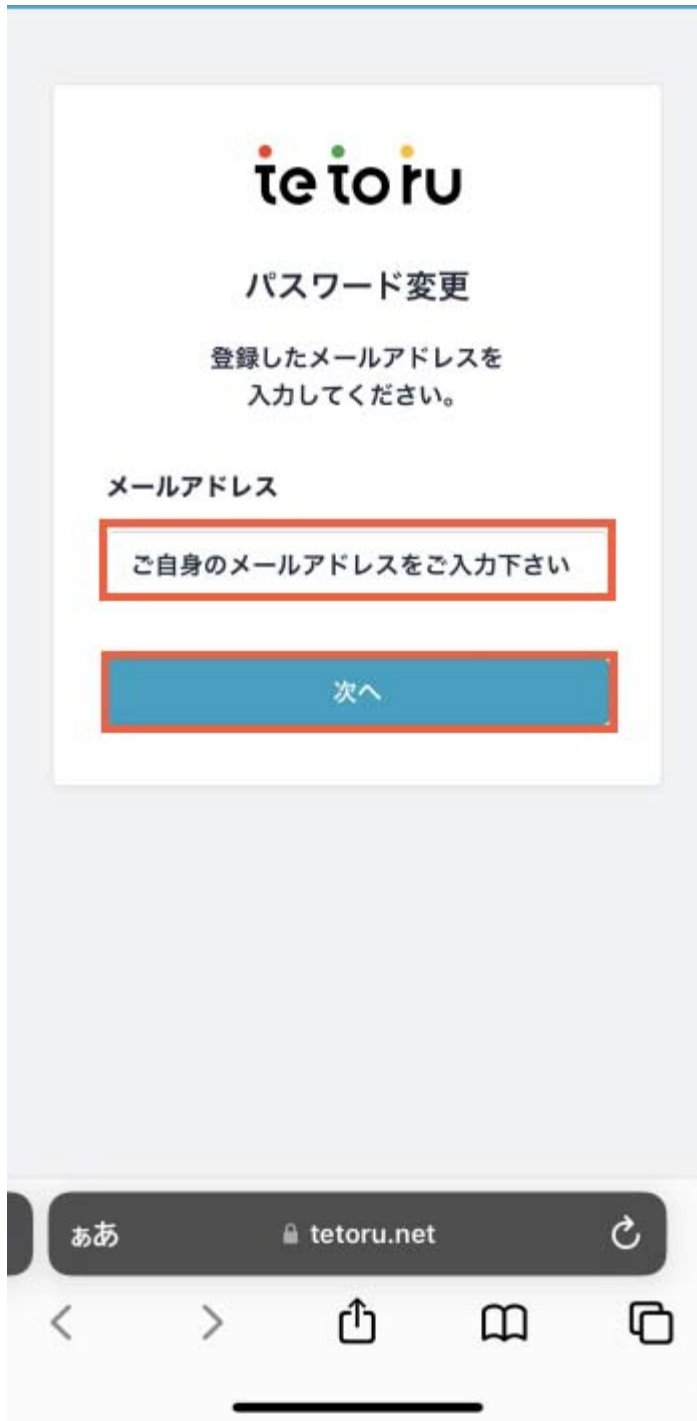 tetoru
パスワード変更
登録したメールアドレスを
入力してください。
メールアドレス
ご自身のメールアドレスをご入力下さい
次へ
ぁあ tetoru.net